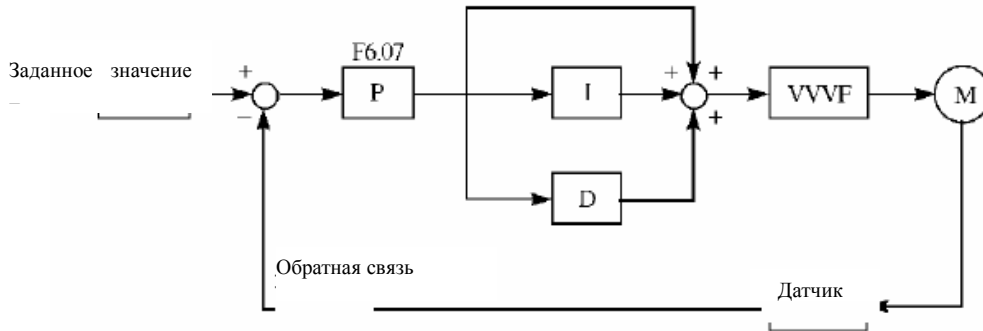 F6.07
Заданное значение
+
+
+
P
I
VVVF
M
−
+
D
Обратная связь
Датчик